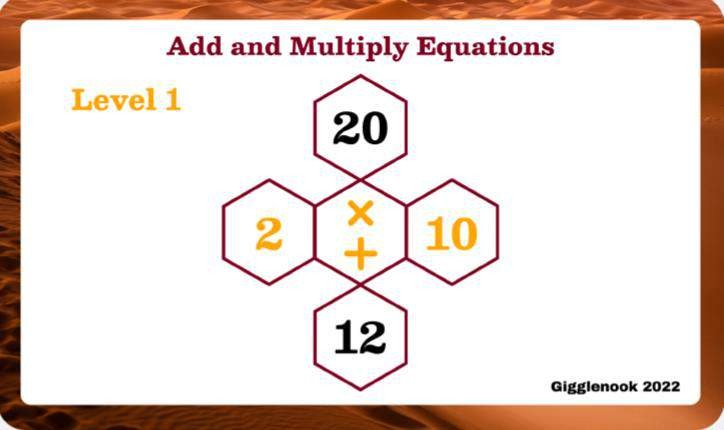 Add and Multiply Equations
Level 1
20
2 × 10
+
12
Gigglenook 2022